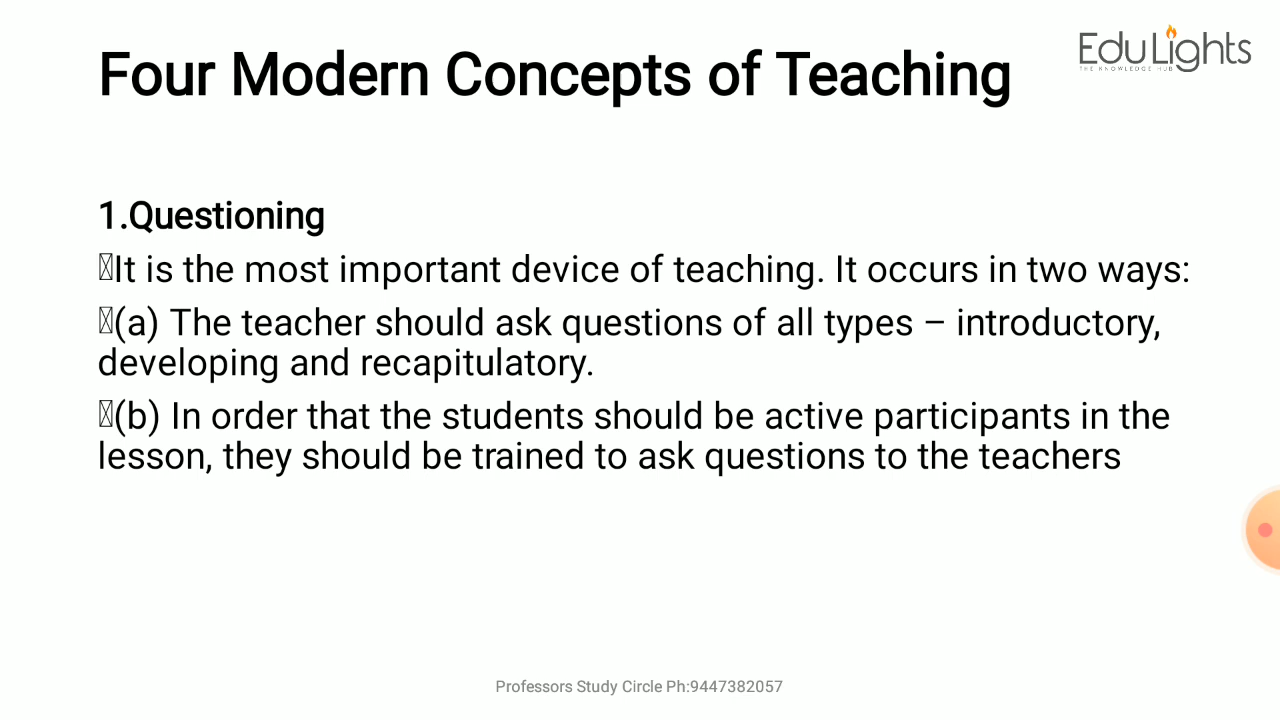 Four Modern Concepts of Teaching
EduLights
THE KNOWLEDGE HUB
1.Questioning
It is the most important device of teaching. It occurs in two ways:
(a) The teacher should ask questions of all types – introductory,
developing and recapitulatory.
(b) In order that the students should be active participants in the
lesson, they should be trained to ask questions to the teachers
Professors Study Circle Ph:9447382057